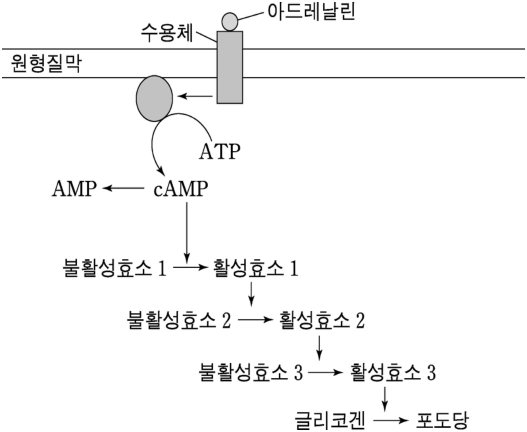 아드레날린
수용체
원형질막
ATP
AMP cAMP
불활성효소 1 활성효소 1
불활성효소 2 활성효소 2
불활성효소 3 활성효소 3
글리코겐 포도당